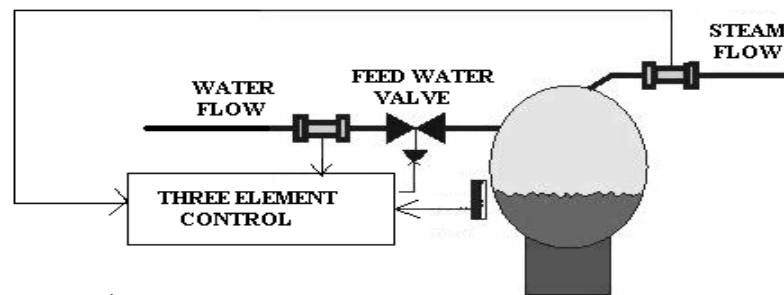 STEAM
FLOW
WATER
FLOW
FEED WATER
VALVE
THREE ELEMENT
CONTROL